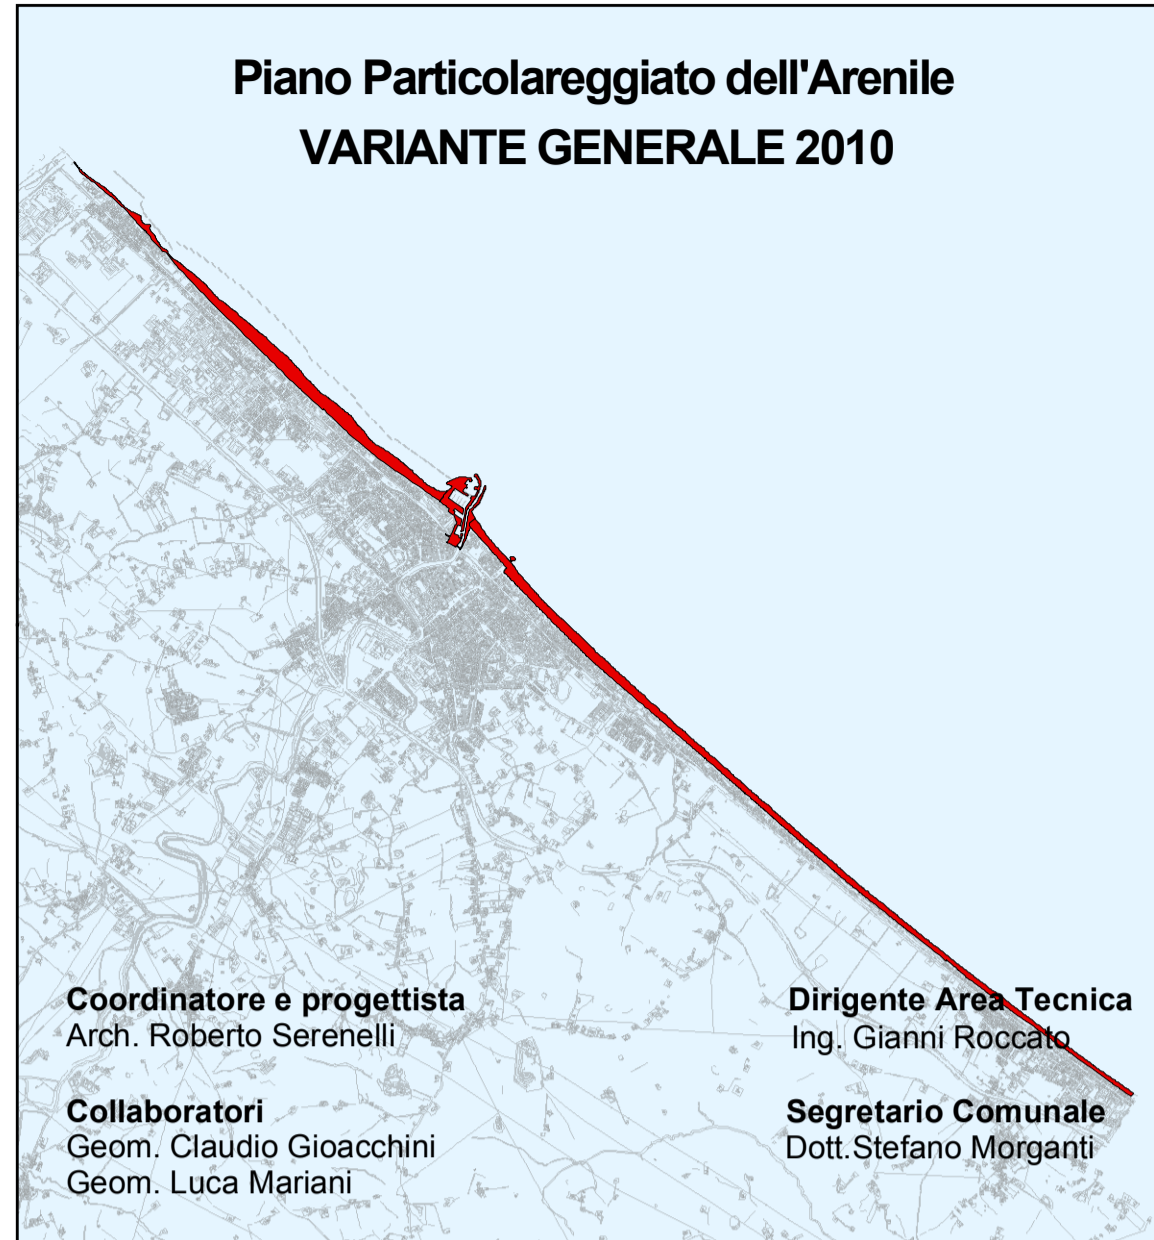 Piano Particolareggiato dell'Arenile
VARIANTE GENERALE 2010
Coordinatore e progettista
Arch. Roberto Serenelli
Collaboratori
Geom. Claudio Gioacchini
Geom. Luca Mariani
Dirigente Area Tecnica
Ing. Gianni Roccato
Segretario Comunale
Dott.Stefano Morganti